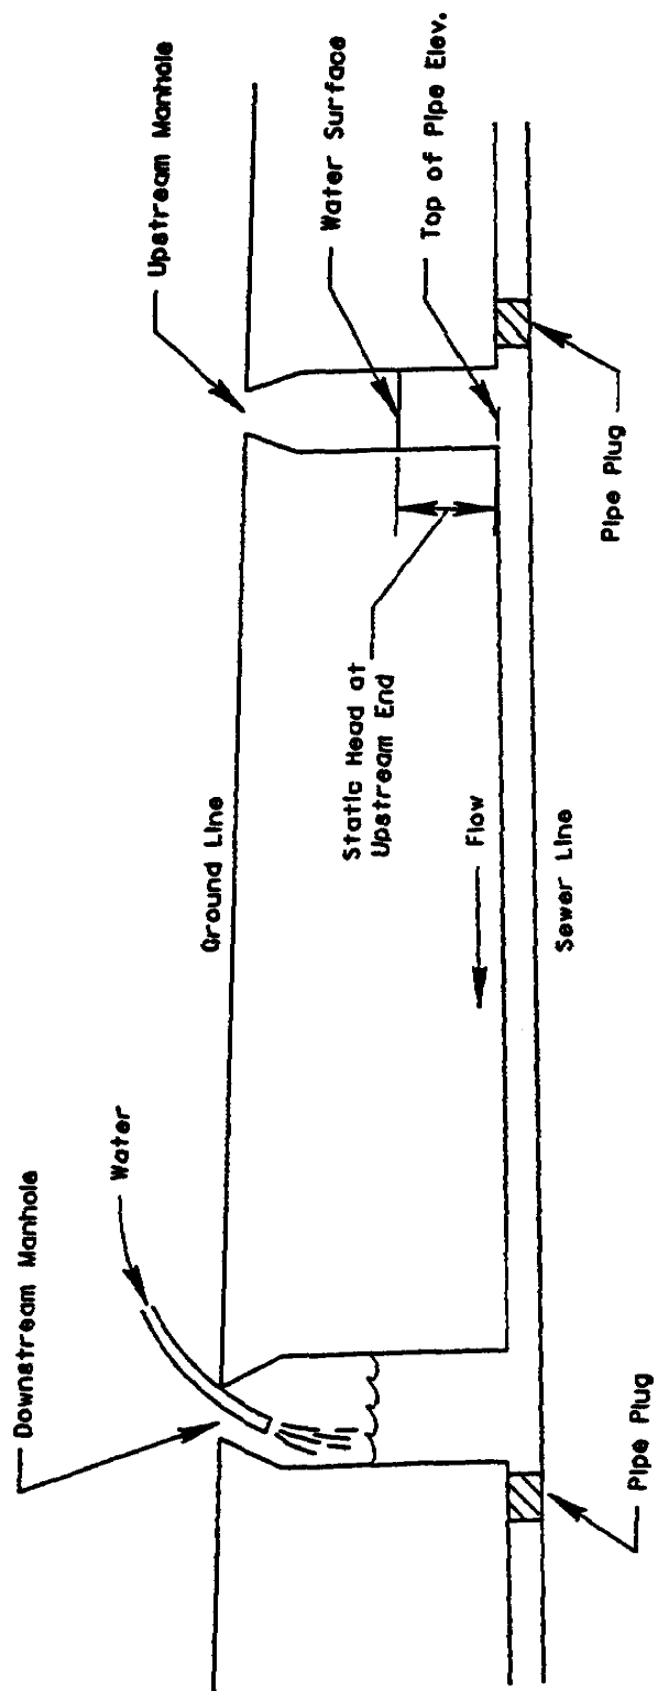 Downstream Manhole
Water
Ground Line
Upstream Manhole
Water Surface
Top of Pipe Elev.
Static Head at
Upstream End
Flow
Sewer Line
Pipe Plug
Pipe Plug